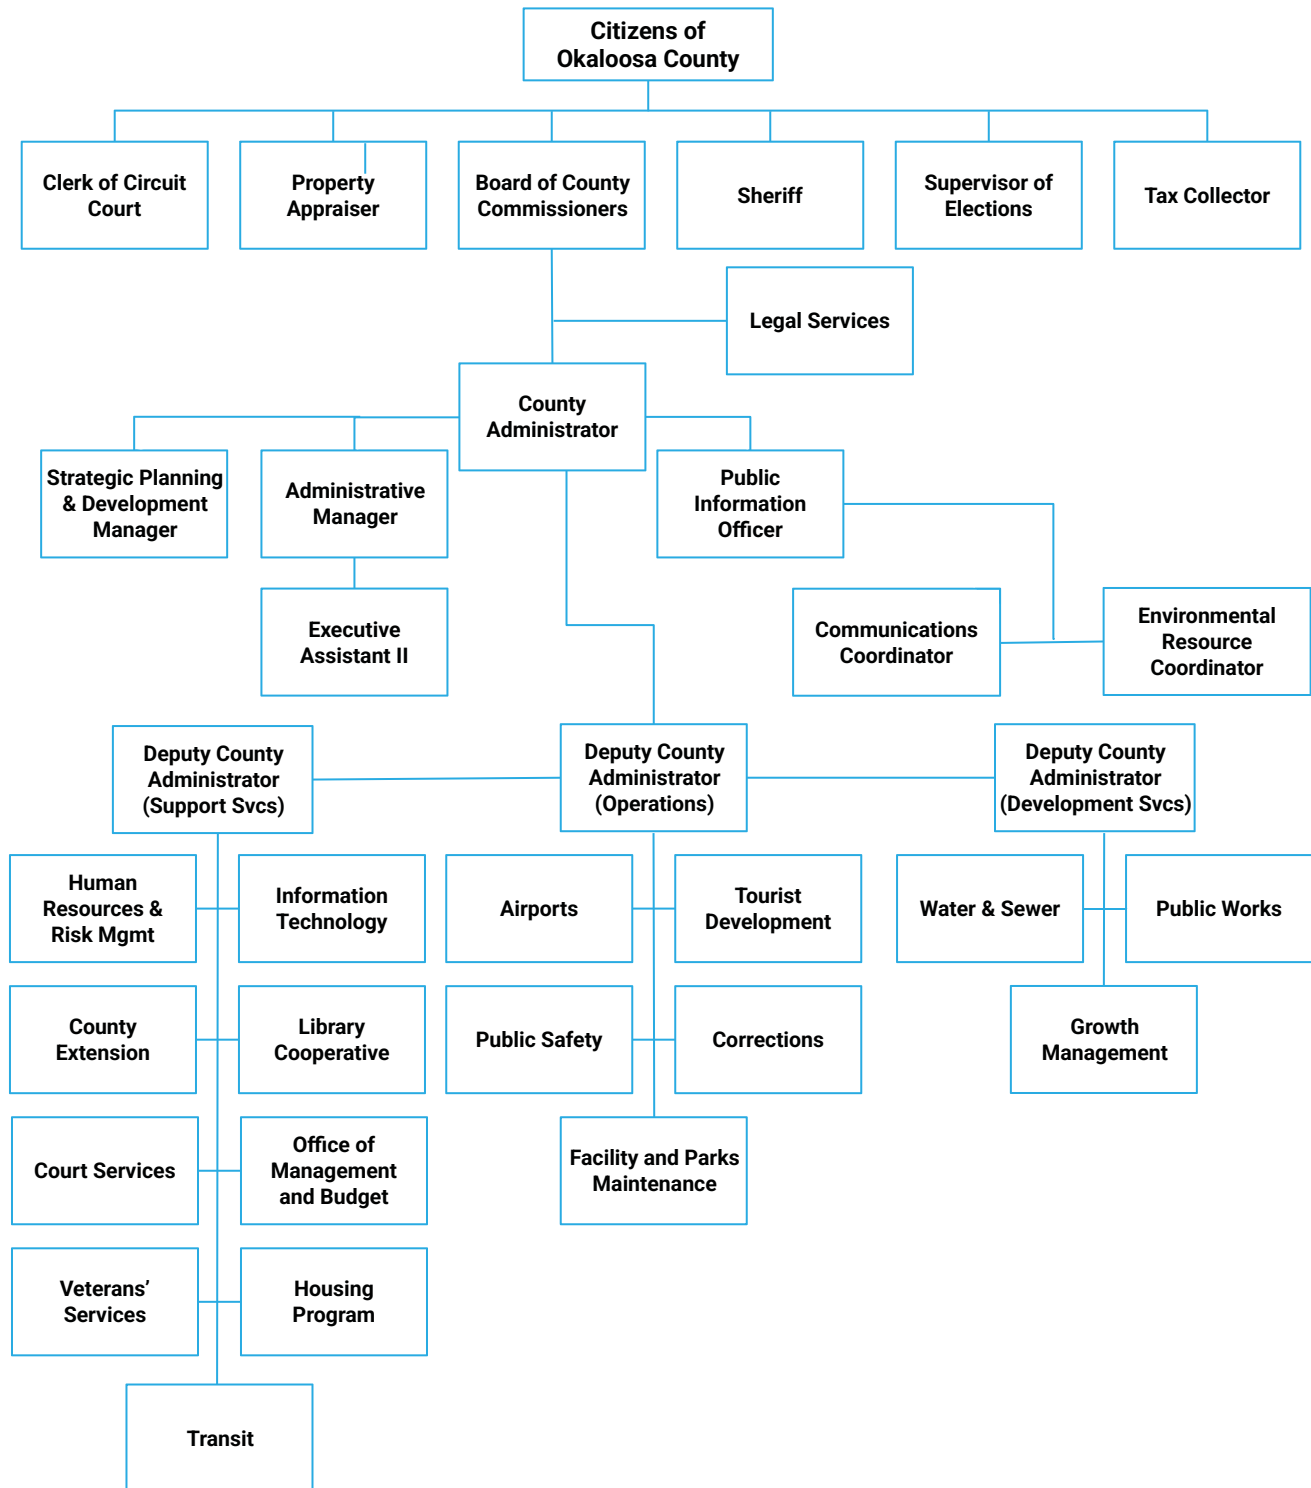 Citizens of
Okaloosa County
Clerk of Circuit
Court
Property
Appraiser
Board of County
Commissioners
Sheriff
Supervisor of
Elections
Tax Collector
Legal Services
County
Administrator
Strategic Planning
& Development
Manager
Administrative
Manager
Public
Information
Officer
Executive
Assistant II
Communications
Coordinator
Environmental
Resource
Coordinator
Deputy County
Administrator
(Support Svcs)
Deputy County
Administrator
(Operations)
Deputy County
Administrator
(Development Svcs)
Human
Resources &
Risk Mgmt
Information
Technology
Airports
Tourist
Development
Water & Sewer
Public Works
County
Extension
Library
Cooperative
Public Safety
Corrections
Growth
Management
Court Services
Office of
Management
and Budget
Facility and Parks
Maintenance
Veterans’
Services
Housing
Program
Transit